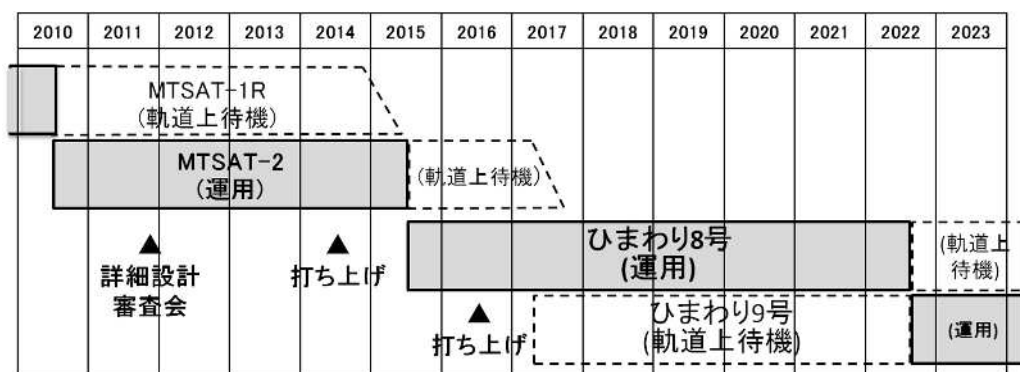 2010 2011 2012 2013 2014 2015 2016 2017 2018 2019 2020 2021 2022 2023
MTSAT-1R
(軌道上待機)
MTSAT-2
(運用)
(軌道上待機)
ひまわり8号
(運用)
(軌道上
待機)
▲
詳細設計
審査会
▲
打ち上げ
▲
打ち上げ
ひまわり9号
(軌道上待機)
(運用)